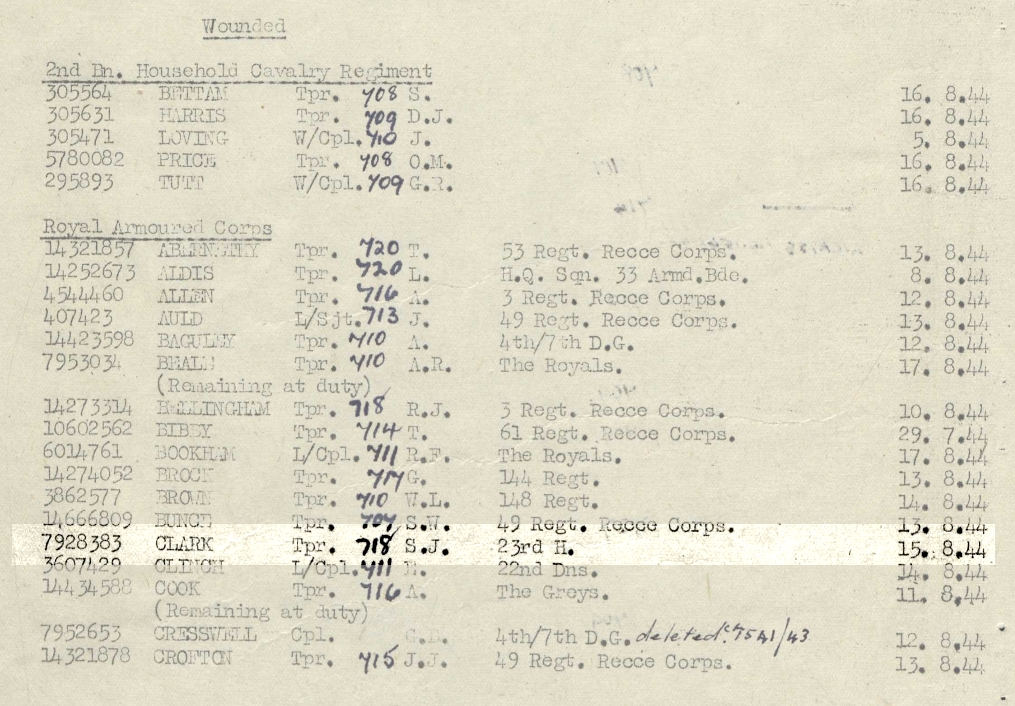 Wounded
2nd Bn. Household Cavalry Regiment
305564 BETTAM Tpr. 708 S. 16. 8.44
305631 HARRIS Tpr. 709 D.J. 16. 8.44
305471 LOVING W/Cpl. 710 J. 5. 8.44
5780082 PRICE Tpr. 708 O.M. 16. 8.44
295893 TUTT W/Cpl. 709 G.R. 16. 8.44
Royal Armoured Corps
14321857 Tpr. 720 T. 53 Regt. Recce Corps. 13. 8.44
14252673 ALDIS Tpr. 720 L. H.Q. Sqn. 33 Armd.Bde. 8. 8.44
4544460 ALLEN Tpr. 716 A. 3 Regt. Recce Corps. 12. 8.44
407423 AULD L/Sjt. 713 J. 49 Regt. Recce Corps. 13. 8.44
14423598 BAGULEY Tpr. 710 A. 4th/7th D.G. 12. 8.44
7953034 BEALE Tpr. 710 A.R. The Royals. 17. 8.44
(Remaining at duty)
14273314 BELLINGHAM Tpr. 718 R.J. 3 Regt. Recce Corps. 10. 8.44
10602562 BIBBY Tpr. 714 T. 61 Regt. Recce Corps. 29. 7.44
6014761 BOOKHAM L/Cpl. 711 R.F. The Royals. 17. 8.44
14274052 BROCK Tpr. 717 G. 144 Regt. 13. 8.44
3862577 BROWN Tpr. 710 W.L. 148 Regt. 14. 8.44
14666809 BUNCE Tpr. 707 S.W. 49 Regt. Recce Corps. 13. 8.44
7928383 CLARK Tpr. 718 S.J. 23rd H. 15. 8.44
3607429 CLINCH L/Cpl. 711 22nd Dns. 14. 8.44
14434588 COOK Tpr. 716 A. The Greys. 11. 8.44
(Remaining at duty)
7952653 CRESSWELL Cpl. 4th/7th D.G. deleted: 7541/43 12. 8.44
14321878 CROFTON Tpr. 715 J.J. 49 Regt. Recce Corps. 13. 8.44